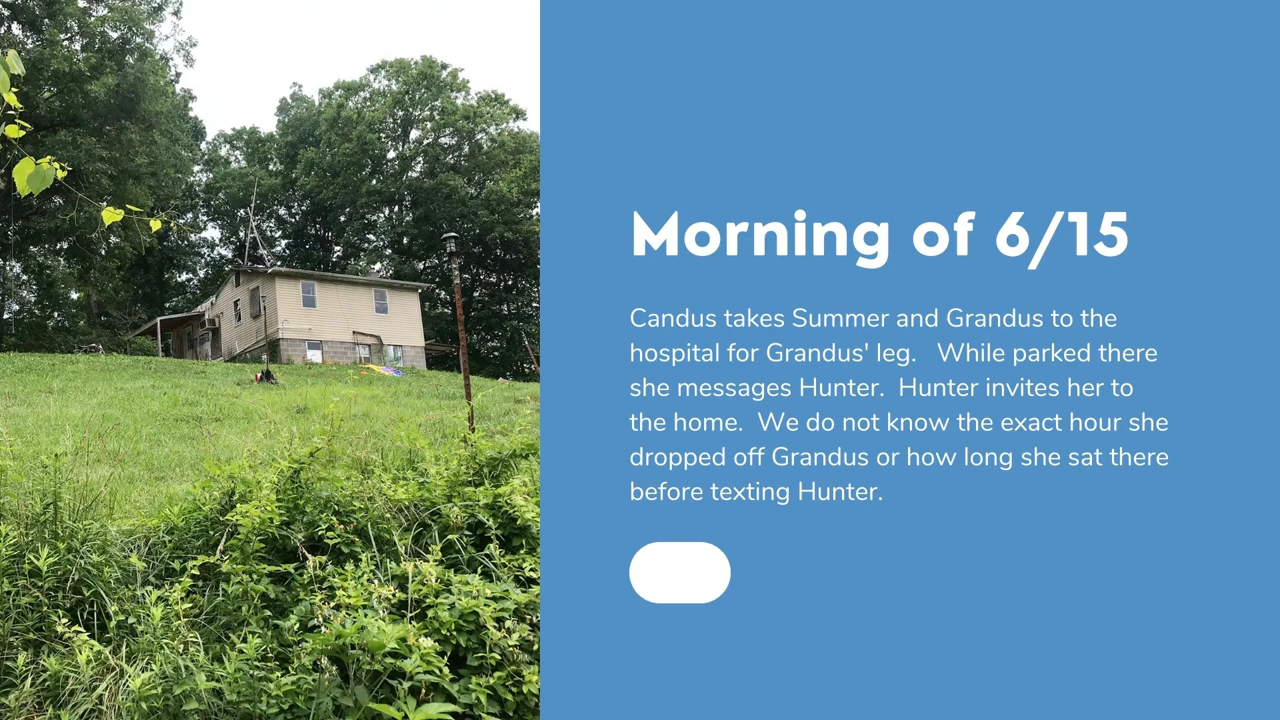 Morning of 6/15
Candus takes Summer and Grandus to the
hospital for Grandus' leg.   While parked there
she messages Hunter.  Hunter invites her to
the home.  We do not know the exact hour she
dropped off Grandus or how long she sat there
before texting Hunter.